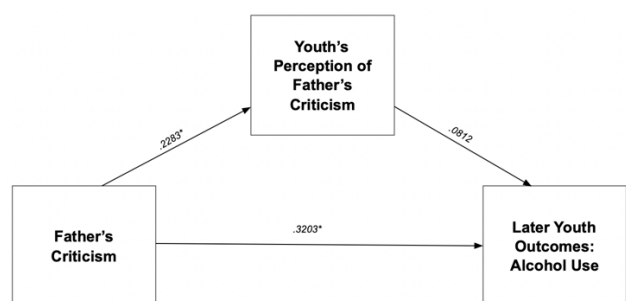 Youth's
Perception of
Father's
Criticism
.2283*
.0812
Father's
Criticism
.3203*
Later Youth
Outcomes:
Alcohol Use